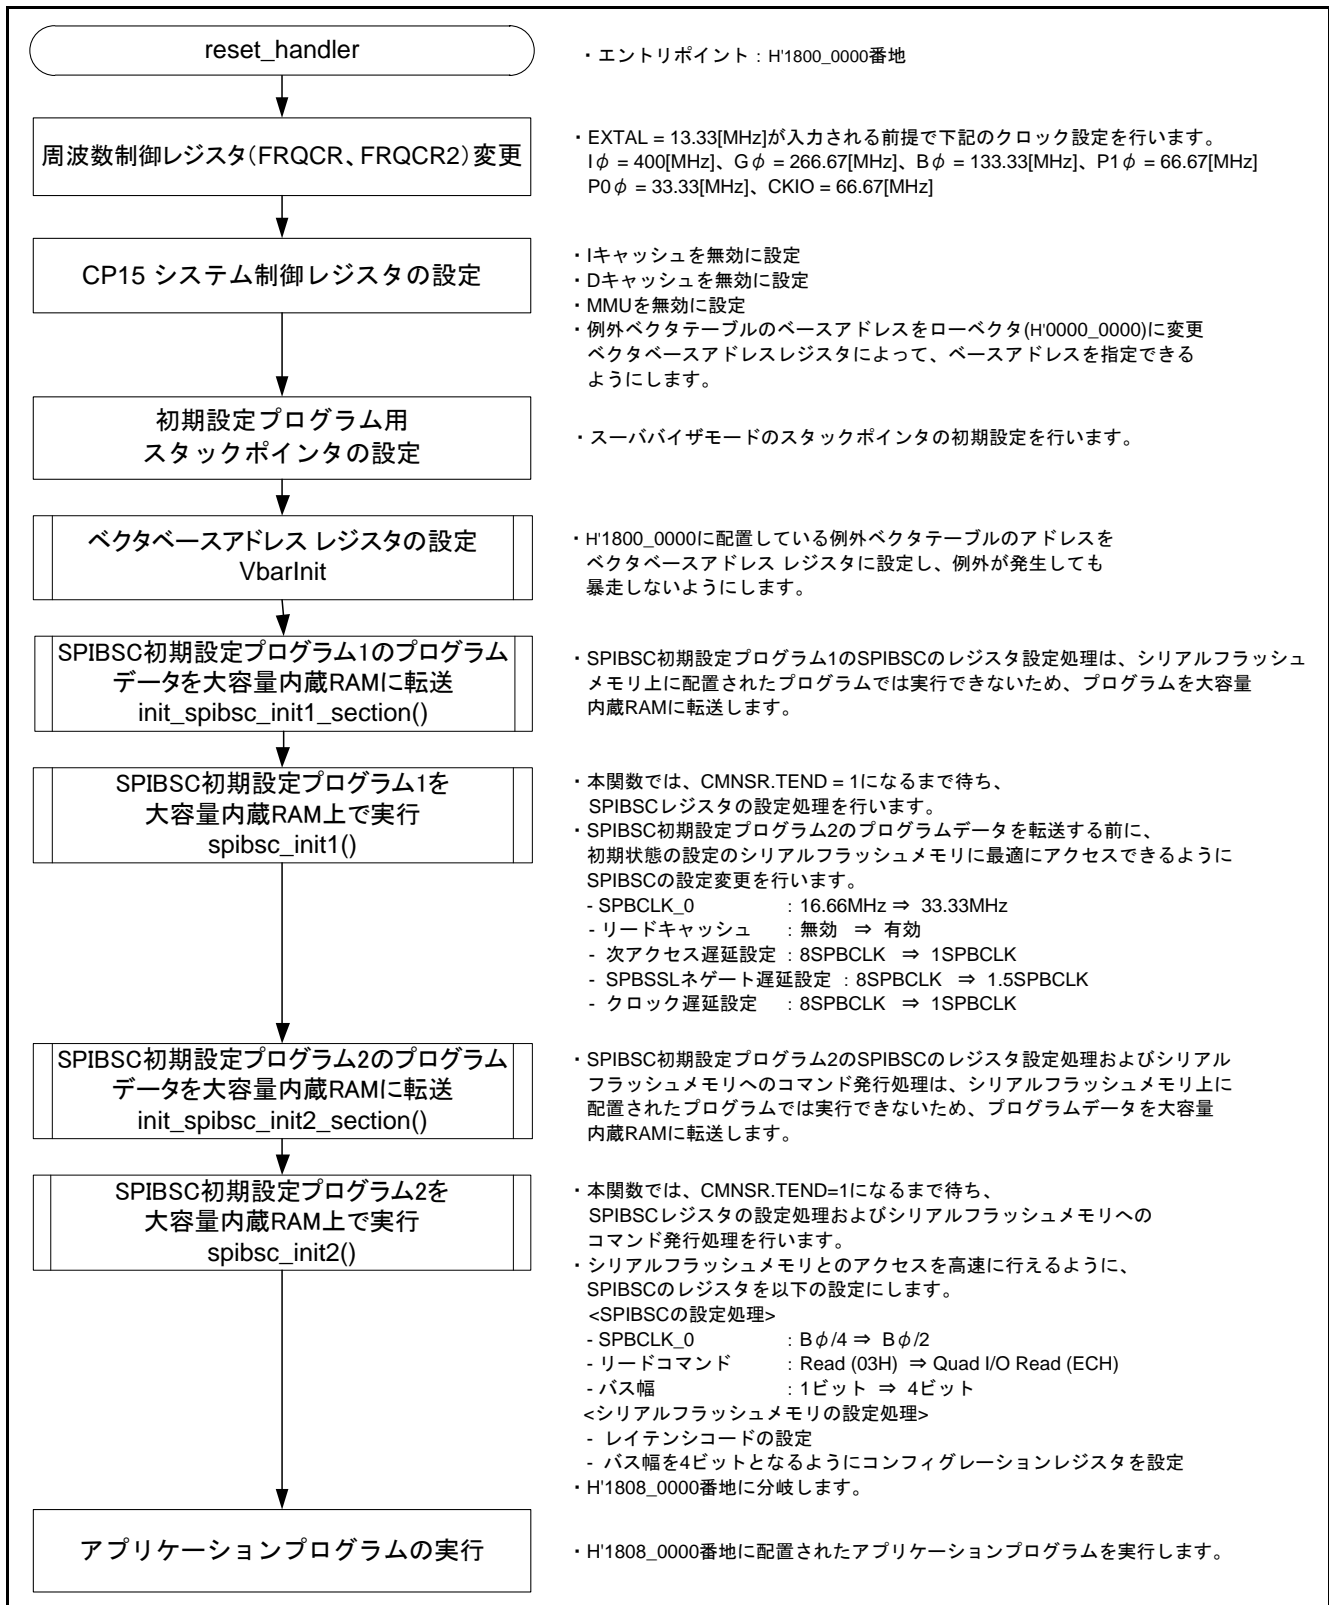 reset_handler
・エントリポイント：H'1800_0000番地
周波数制御レジスタ(FRQCR、FRQCR2)変更
・EXTAL = 13.33[MHz]が入力される前提で下記のクロック設定を行います。
Iφ = 400[MHz]、Gφ = 266.67[MHz]、Bφ = 133.33[MHz]、P1φ = 66.67[MHz]
P0φ = 33.33[MHz]、CKIO = 66.67[MHz]
CP15 システム制御レジスタの設定
・Iキャッシュを無効に設定
・Dキャッシュを無効に設定
・MMUを無効に設定
・例外ベクタテーブルのベースアドレスをローベクタ(H'0000_0000)に変更
ベクタベースアドレスレジスタによって、ベースアドレスを指定できる
ようにします。
初期設定プログラム用
スタックポインタの設定
・スーババイザモードのスタックポインタの初期設定を行います。
ベクタベースアドレス レジスタの設定
VbarInit
・H'1800_0000に配置している例外ベクタテーブルのアドレスを
ベクタベースアドレス レジスタに設定し、例外が発生しても
暴走しないようにします。
SPIBSC初期設定プログラム1のプログラム
データを大容量内蔵RAMに転送
init_spibsc_init1_section()
・SPIBSC初期設定プログラム1のSPIBSCのレジスタ設定処理は、シリアルフラッシュ
メモリ上に配置されたプログラムでは実行できないため、プログラムを大容量
内蔵RAMに転送します。
SPIBSC初期設定プログラム1を
大容量内蔵RAM上で実行
spibsc_init1()
・本関数では、CMNSR.TEND = 1になるまで待ち、
SPIBSCレジスタの設定処理を行います。
・SPIBSC初期設定プログラム2のプログラムデータを転送する前に、
初期状態の設定のシリアルフラッシュメモリに最適にアクセスできるように
SPIBSCの設定変更を行います。
- SPBCLK_0 ：16.66MHz ⇒ 33.33MHz
- リードキャッシュ ：無効 ⇒ 有効
- 次アクセス遅延設定 ：8SPBCLK ⇒ 1SPBCLK
- SPBSSLネゲート遅延設定 ：8SPBCLK ⇒ 1.5SPBCLK
- クロック遅延設定 ：8SPBCLK ⇒ 1SPBCLK
SPIBSC初期設定プログラム2のプログラム
データを大容量内蔵RAMに転送
init_spibsc_init2_section()
・SPIBSC初期設定プログラム2のSPIBSCのレジスタ設定処理およびシリアル
フラッシュメモリへのコマンド発行処理は、シリアルフラッシュメモリ上に
配置されたプログラムでは実行できないため、プログラムデータを大容量
内蔵RAMに転送します。
SPIBSC初期設定プログラム2を
大容量内蔵RAM上で実行
spibsc_init2()
・本関数では、CMNSR.TEND=1になるまで待ち、
SPIBSCレジスタの設定処理およびシリアルフラッシュメモリへの
コマンド発行処理を行います。
・シリアルフラッシュメモリとのアクセスを高速に行えるように、
SPIBSCのレジスタを以下の設定にします。
<SPIBSCの設定処理>
- SPBCLK_0 ：Bφ/4 ⇒ Bφ/2
- リードコマンド ：Read (03H) ⇒ Quad I/O Read (ECH)
- バス幅 ：1ビット ⇒ 4ビット
<シリアルフラッシュメモリの設定処理>
- レイテンシコードの設定
- バス幅を4ビットとなるようにコンフィグレーションレジスタを設定
・H'1808_0000番地に分岐します。
アプリケーションプログラムの実行
・H'1808_0000番地に配置されたアプリケーションプログラムを実行します。